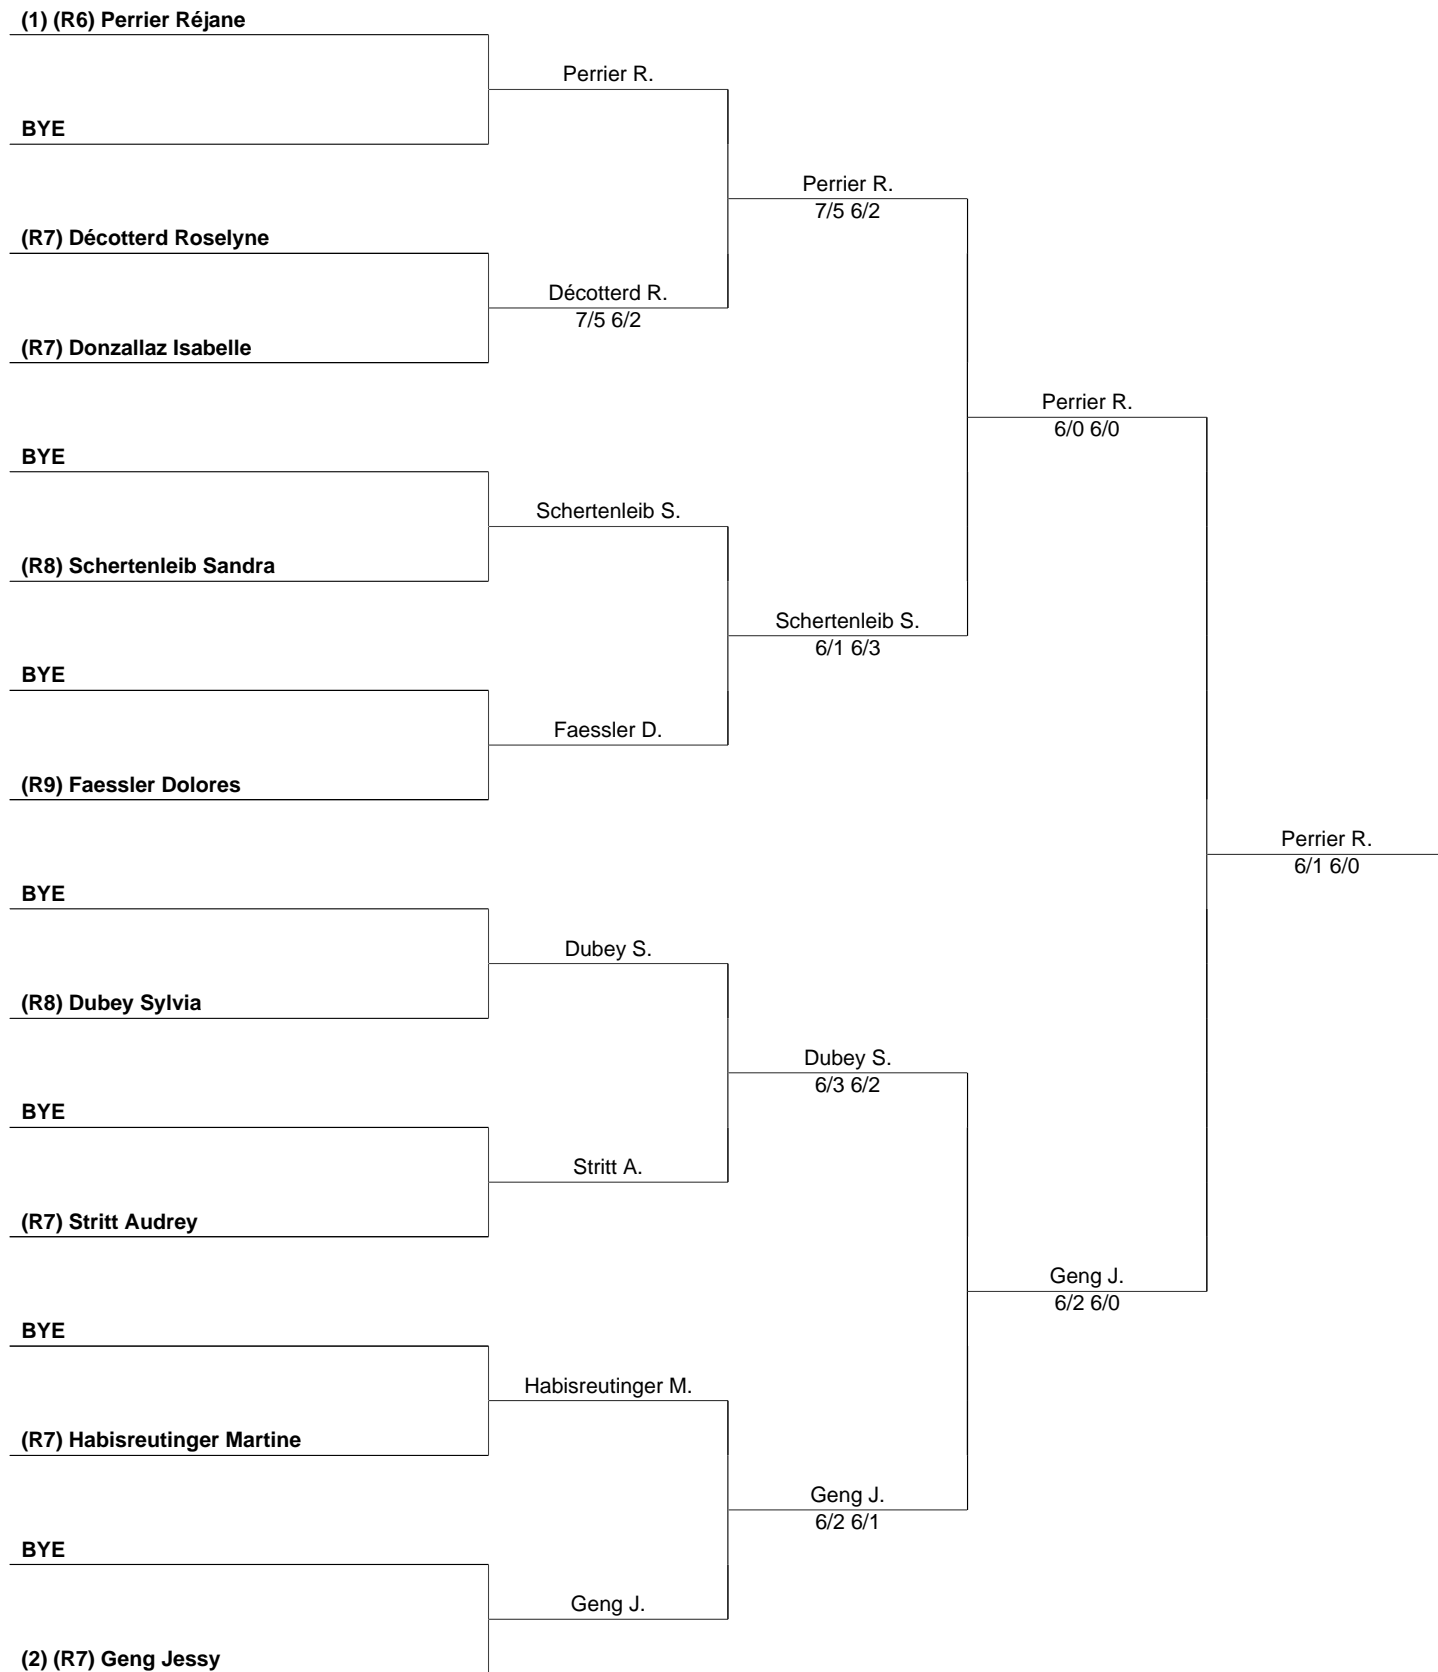 (1) (R6) Perrier Réjane
Perrier R.
BYE
Perrier R.
7/5 6/2
(R7) Décotterd Roselyne
Décotterd R.
7/5 6/2
(R7) Donzallaz Isabelle
Perrier R.
6/0 6/0
BYE
Schertenleib S.
(R8) Schertenleib Sandra
Schertenleib S.
6/1 6/3
BYE
Faessler D.
(R9) Faessler Dolores
Perrier R.
6/1 6/0
BYE
Dubey S.
(R8) Dubey Sylvia
Dubey S.
6/3 6/2
BYE
Stritt A.
(R7) Stritt Audrey
Geng J.
6/2 6/0
BYE
Habisreutinger M.
(R7) Habisreutinger Martine
Geng J.
6/2 6/1
BYE
Geng J.
(2) (R7) Geng Jessy